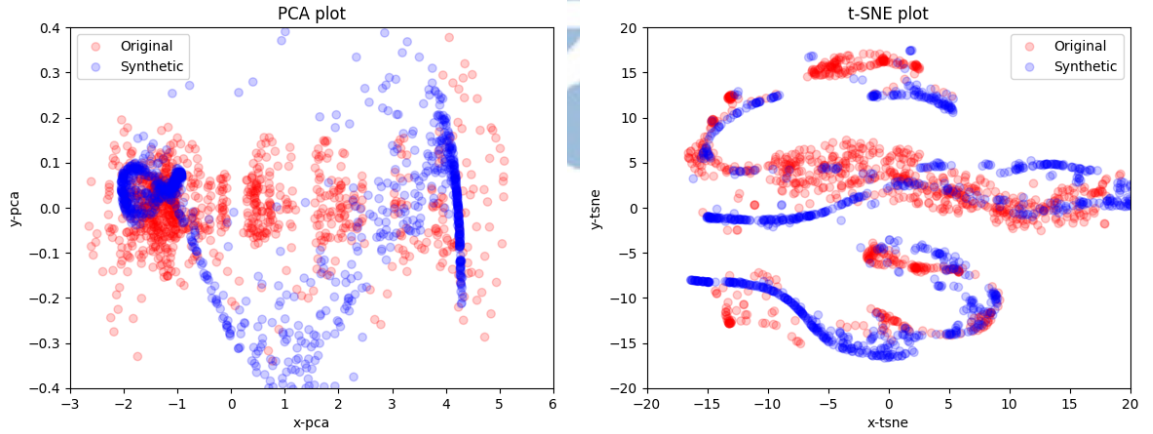 PCA plot
Original
Synthetic
0.4
0.3
0.2
0.1
0.0
−0.1
−0.2
−0.3
−0.4
y-pca
−3 −2 −1 0 1 2 3 4 5 6
x-pca
t-SNE plot
Original
Synthetic
20
15
10
5
0
−5
−10
−15
−20
y-tsne
−20 −15 −10 −5 0 5 10 15 20
x-tsne